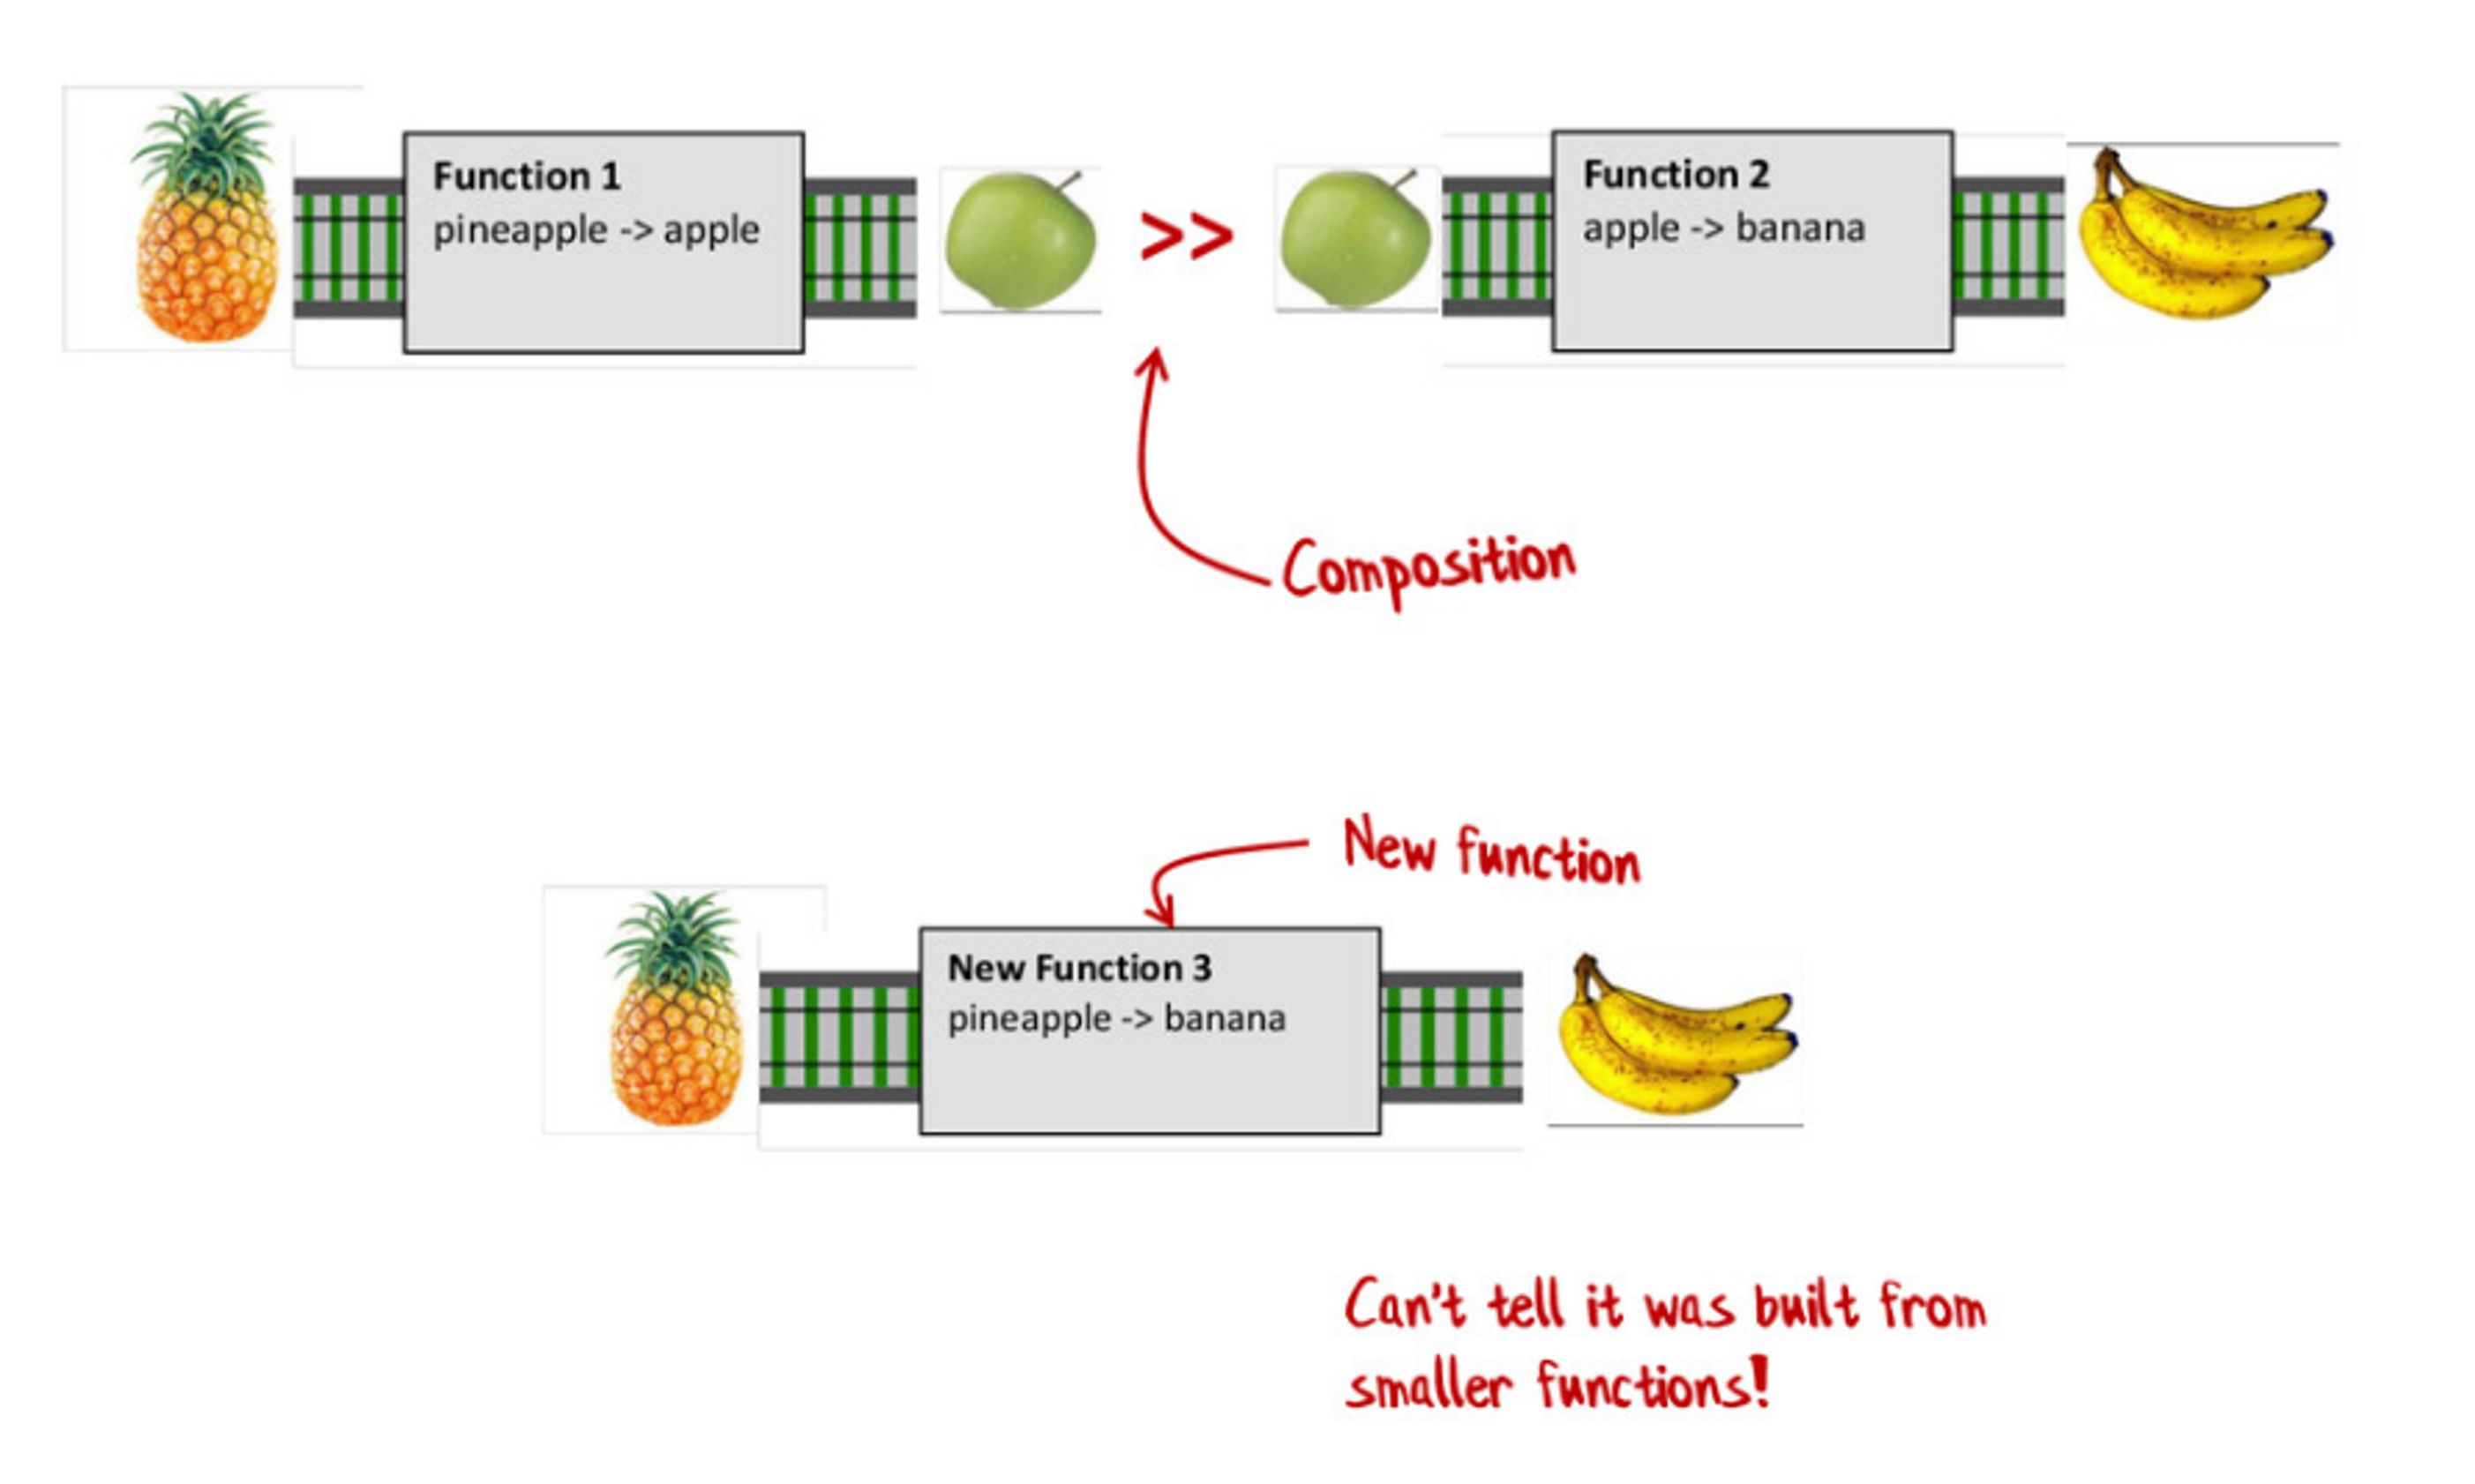 Function 1
pineapple -> apple
>>
Function 2
apple -> banana
Composition
New function
New Function 3
pineapple -> banana
Can't tell it was built from
smaller functions!